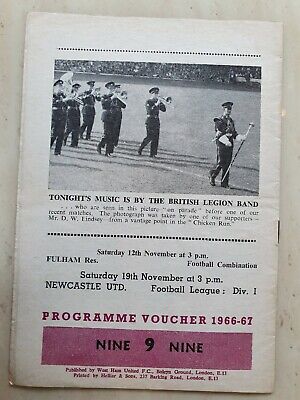 TONIGHT'S MUSIC IS BY THE BRITISH LEGION BAND
. . . who are seen in this picture "on parade" before one of our
recent matches. The photograph was taken by one of our supporters—
Mr. D. W. Lindsey—from a vantage point in the "Chicken Run."
Saturday 12th November at 3 p.m.
FULHAM Res. Football Combination
Saturday 19th November at 3 p.m.
NEWCASTLE UTD. Football League: Div. I
PROGRAMME VOUCHER 1966-67
NINE 9 NINE
Published by West Ham United F.C., Boleyn Ground, London, E.13
Printed by Helliar & Sons, 237 Barking Road, London, E.13